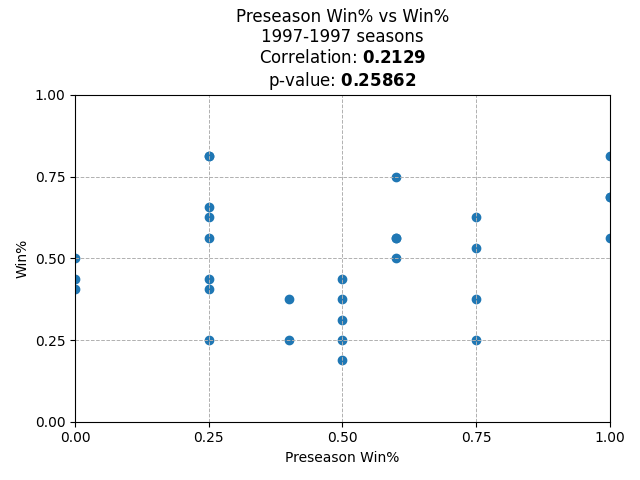 Preseason Win% vs Win%
1997-1997 seasons
Correlation: 0.2129
p-value: 0.25862
1.00
0.75
0.50
0.25
0.00
Win%
0.00 0.25 0.50 0.75 1.00
Preseason Win%